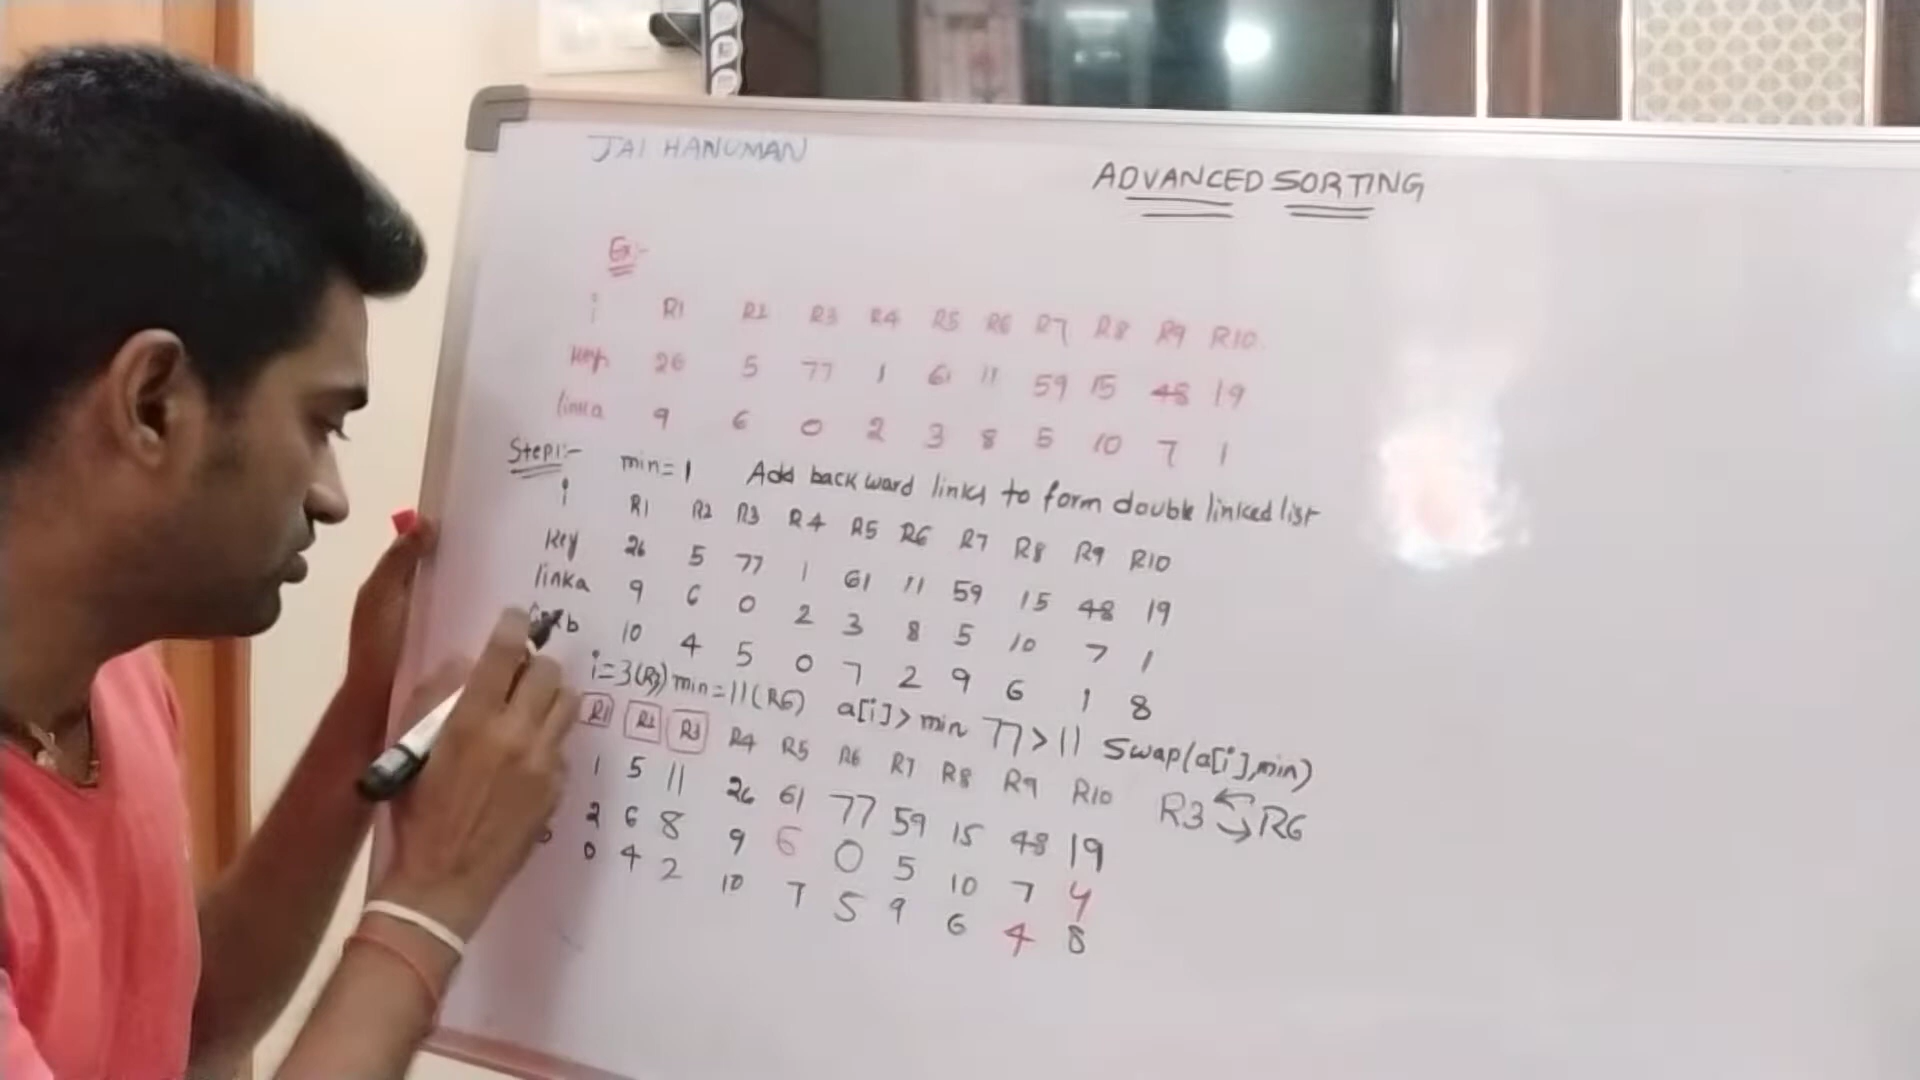 JAI HANUMAN
ADVANCED SORTING
Ex:-
i R1 R2 R3 R4 R5 R6 R7 R8 R9 R10
key 26 5 77 1 61 11 59 15 48 19
linka 9 6 0 2 3 8 5 10 7 1
Step1:- min=1 Add backward links to form double linked list
i R1 R2 R3 R4 R5 R6 R7 R8 R9 R10
key 26 5 77 1 61 11 59 15 48 19
linka 9 6 0 2 3 8 5 10 7 1
10 4 5 0 7 2 9 6 1 8
i=3(R3) min=11(R6) a[i]>min 77>11 Swap(a[i],min)
R1 R2 R3 R4 R5 R6 R7 R8 R9 R10 R3 R6
1 5 11 26 61 77 59 15 48 19
2 6 8 9 6 0 5 10 7 4
0 4 2 10 7 5 9 6 4 8